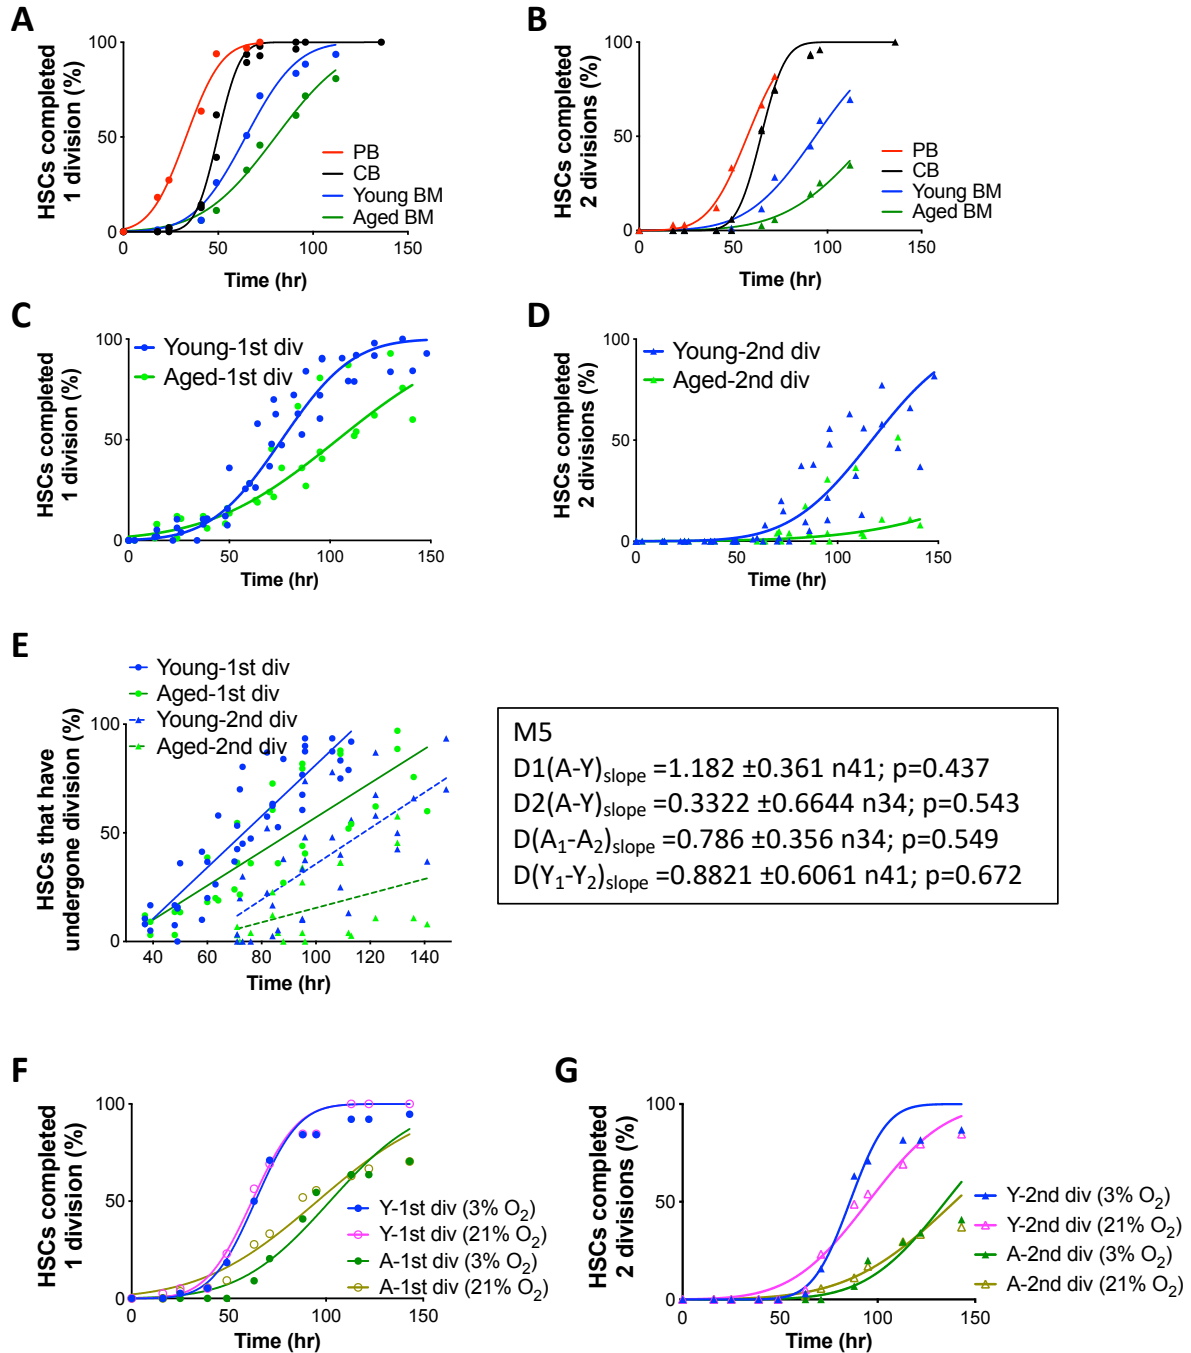 A
HSCs completed
1 division (%)
100
50
0
0
50
100
150
Time (hr)
PB
CB
Young BM
Aged BM
B
HSCs completed
2 divisions (%)
100
50
0
0
50
100
150
Time (hr)
PB
CB
Young BM
Aged BM
C
HSCs completed
1 division (%)
100
50
0
0
50
100
150
Time (hr)
Young-1st div
Aged-1st div
D
HSCs completed
2 divisions (%)
100
50
0
0
50
100
150
Time (hr)
Young-2nd div
Aged-2nd div
E
Young-1st div
Aged-1st div
Young-2nd div
Aged-2nd div
HSCs that have
undergone division (%)
100
50
0
40
60
80
100
120
140
Time (hr)
M5
D1(A-Y)slope =1.182 ±0.361 n41; p=0.437
D2(A-Y)slope =0.3322 ±0.6644 n34; p=0.543
D(A1-A2)slope =0.786 ±0.356 n34; p=0.549
D(Y1-Y2)slope =0.8821 ±0.6061 n41; p=0.672
F
HSCs completed
1 division (%)
100
50
0
0
50
100
150
Time (hr)
Y-1st div (3% O2)
Y-1st div (21% O2)
A-1st div (3% O2)
A-1st div (21% O2)
G
HSCs completed
2 divisions (%)
100
50
0
0
50
100
150
Time (hr)
Y-2nd div (3% O2)
Y-2nd div (21% O2)
A-2nd div (3% O2)
A-2nd div (21% O2)